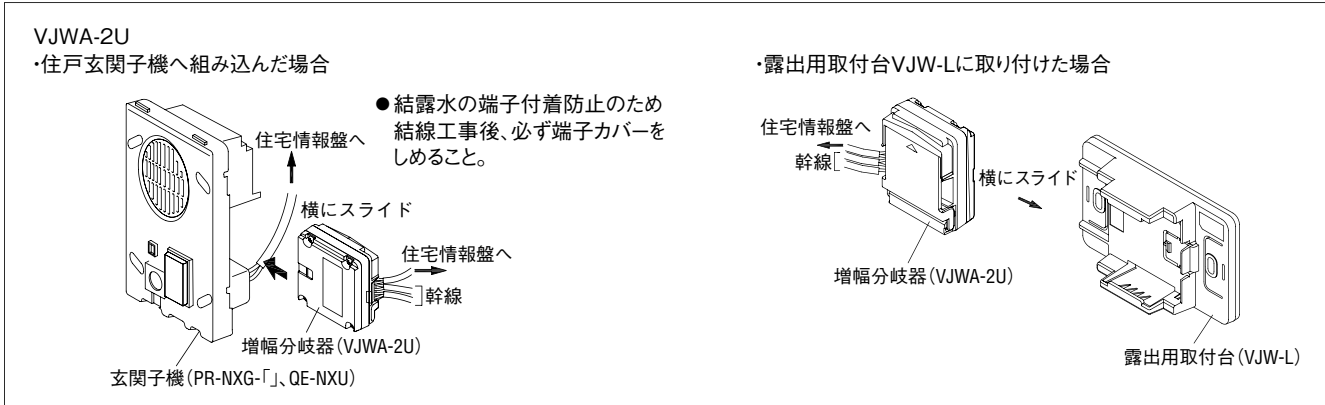 VJWA-2U
・住戸玄関子機へ組み込んだ場合
●結露水の端子付着防止のため
結線工事後、必ず端子カバーを
しめること。
住宅情報盤へ
横にスライド
住宅情報盤へ
幹線
増幅分岐器(VJWA-2U)
玄関子機(PR-NXG-「」、QE-NXU)
・露出用取付台VJW-Lに取り付けた場合
住宅情報盤へ
幹線
横にスライド
増幅分岐器(VJWA-2U)
露出用取付台(VJW-L)